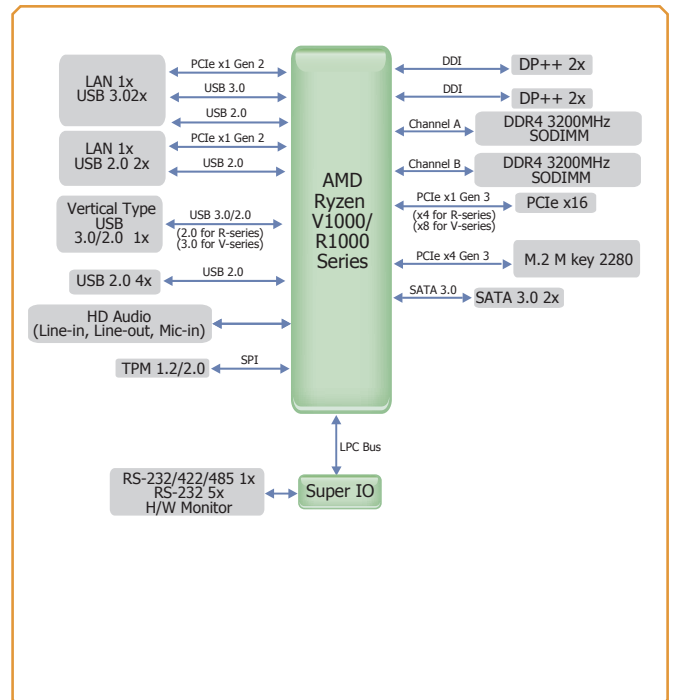 LAN 1x
USB 3.02x
PCIe x1 Gen 2
USB 3.0
USB 2.0
LAN 1x
USB 2.0 2x
PCIe x1 Gen 2
USB 2.0
Vertical Type
USB
3.0/2.0 1x
USB 3.0/2.0
(2.0 for R-series)
(3.0 for V-series)
USB 2.0 4x
USB 2.0
HD Audio
(Line-in, Line-out, Mic-in)
TPM 1.2/2.0
SPI
AMD
Ryzen
V1000/
R1000
Series
DDI
DP++ 2x
DDI
DP++ 2x
Channel A
DDR4 3200MHz
SODIMM
Channel B
DDR4 3200MHz
SODIMM
PCIe x1 Gen 3
(x4 for R-series)
(x8 for V-series)
PCIe x16
PCIe x4 Gen 3
M.2 M key 2280
SATA 3.0
SATA 3.0 2x
LPC Bus
RS-232/422/485 1x
RS-232 5x
H/W Monitor
Super IO